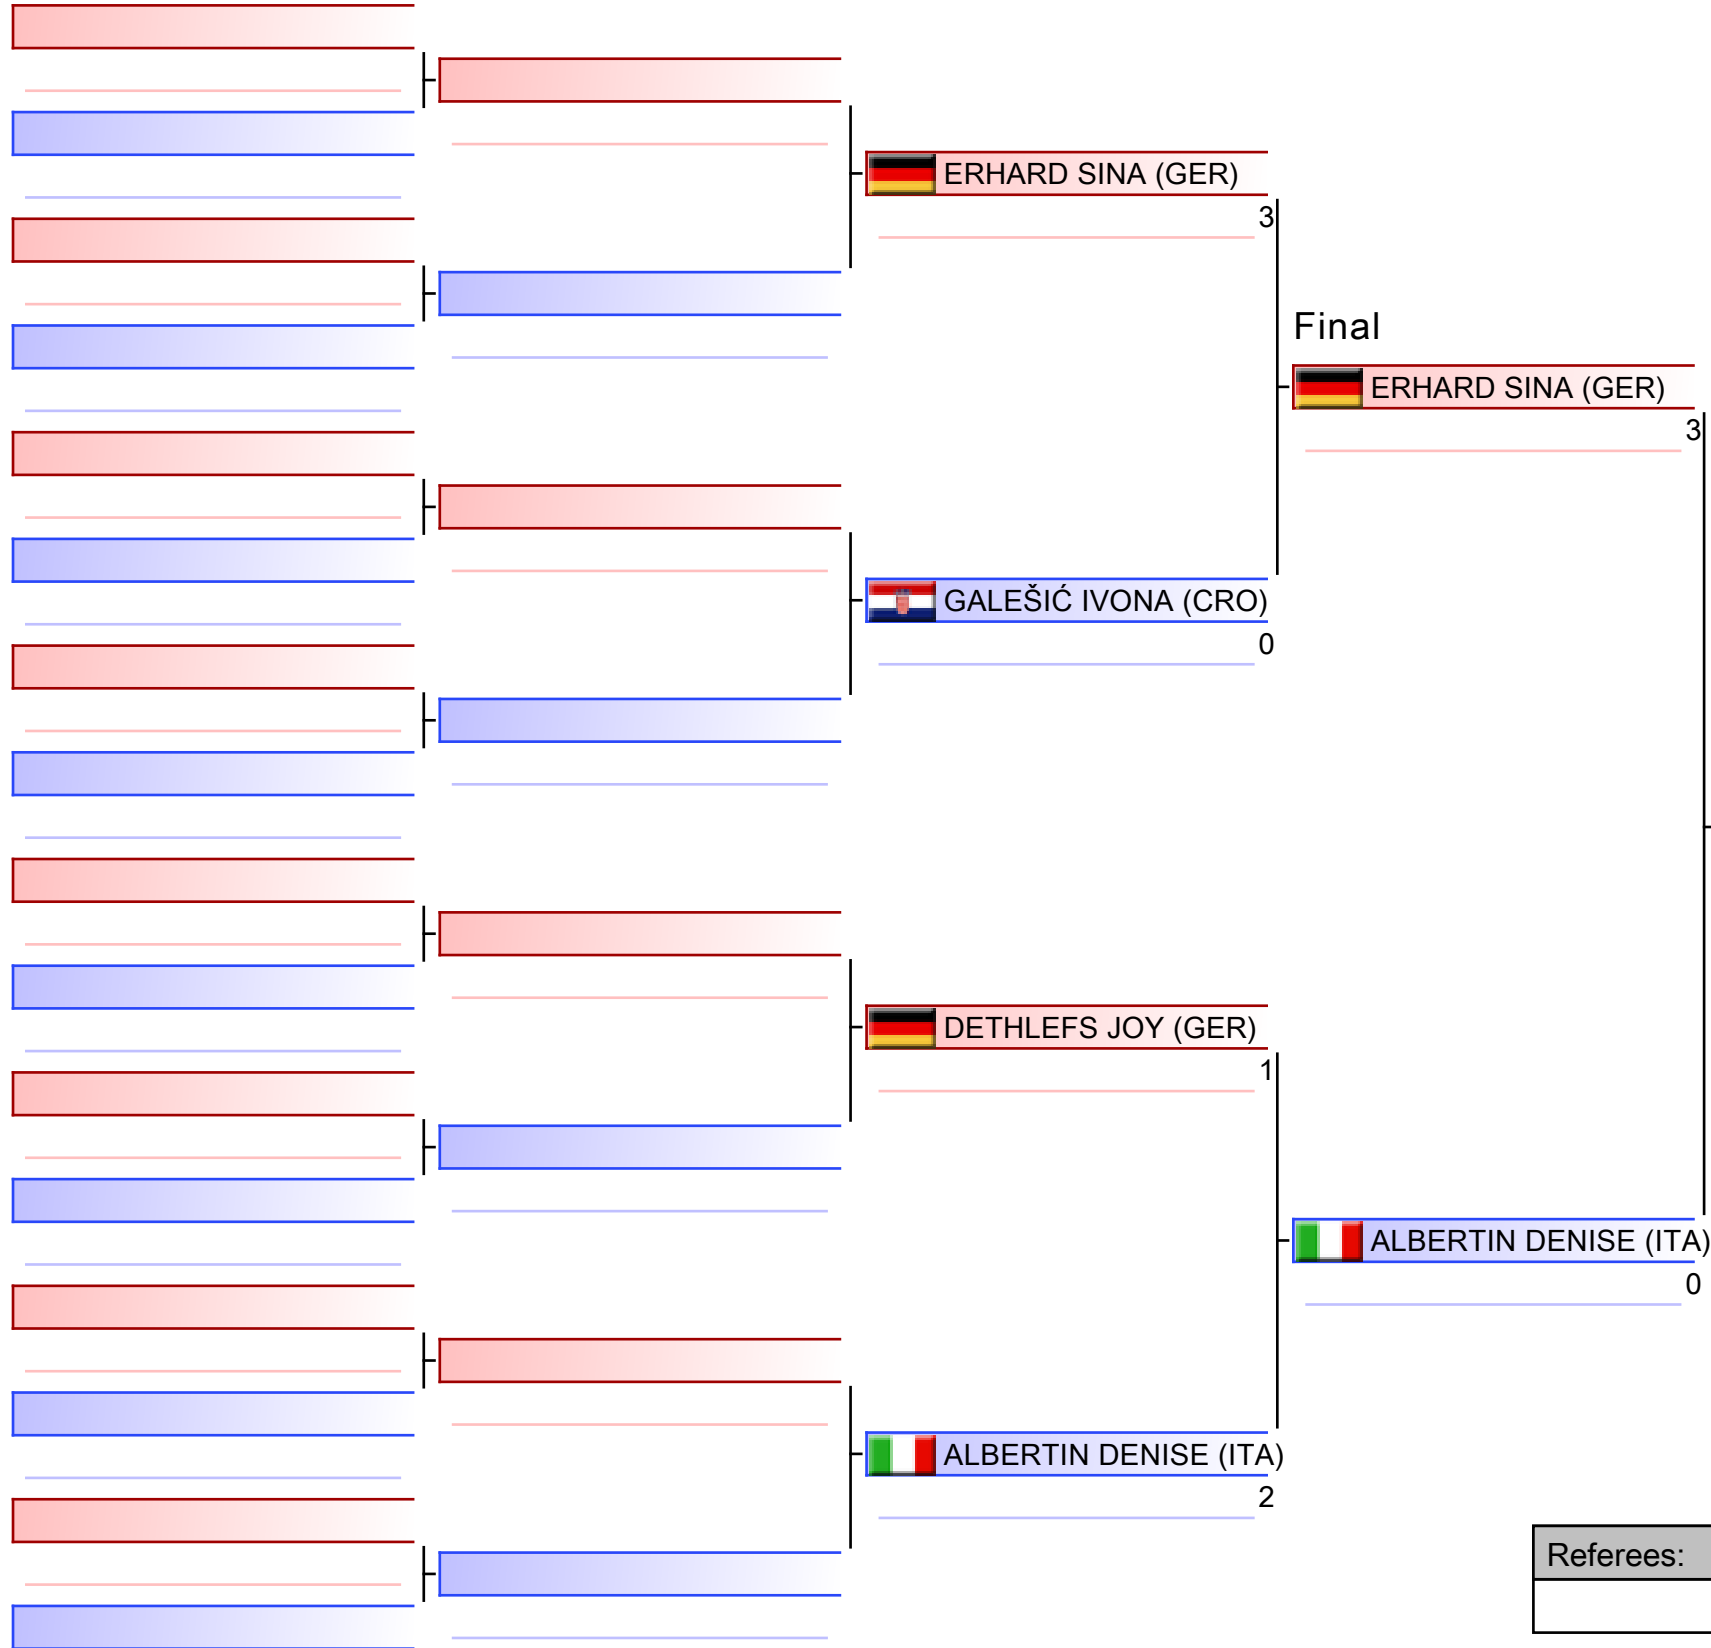 ERHARD SINA (GER)
3
Final
ERHARD SINA (GER)
3
GALEŠIĆ IVONA (CRO)
0
DETHLEFS JOY (GER)
1
ALBERTIN DENISE (ITA)
0
ALBERTIN DENISE (ITA)
2
Referees: